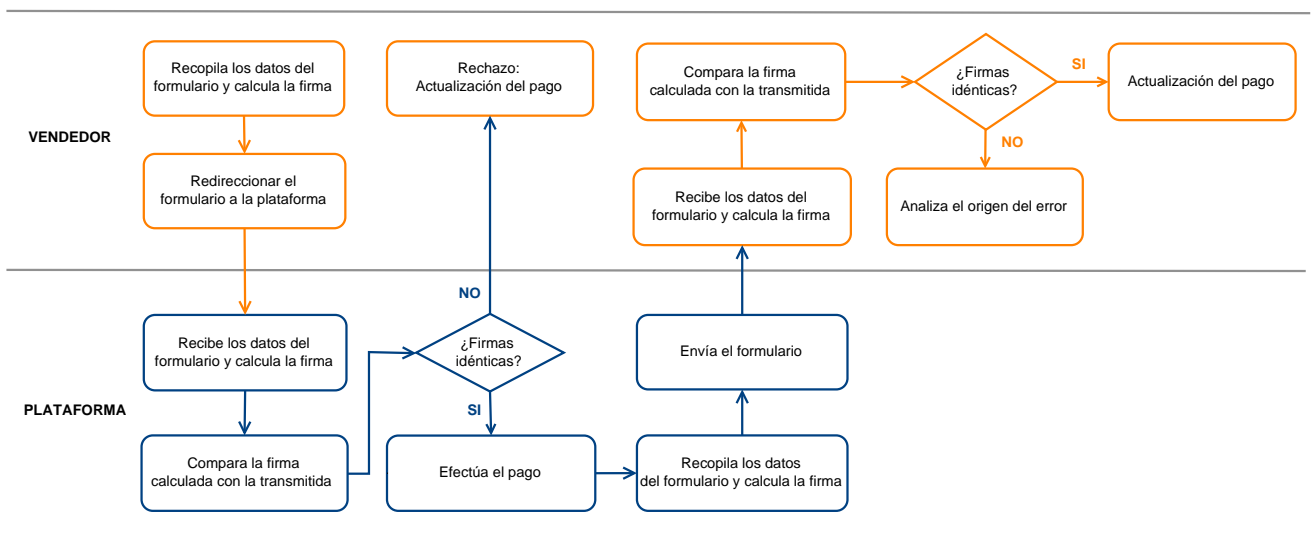 VENDEDOR
Recopila los datos del
formulario y calcula la firma
Redireccionar el
formulario a la plataforma
Rechazo:
Actualización del pago
Compara la firma
calculada con la transmitida
Recibe los datos del
formulario y calcula la firma
¿Firmas
idénticas?
SI
NO
Actualización del pago
Analiza el origen del error
PLATAFORMA
Recibe los datos del
formulario y calcula la firma
Compara la firma
calculada con la transmitida
NO
¿Firmas
idénticas?
SI
Efectúa el pago
Envía el formulario
Recopila los datos
del formulario y calcula la firma